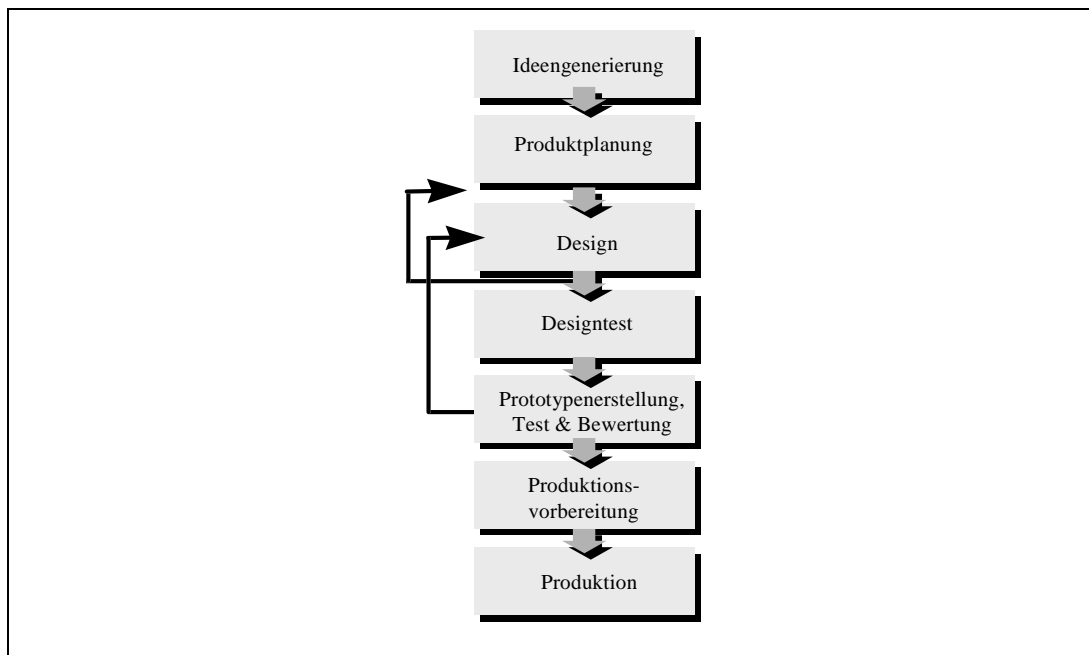 Ideengenerierung
Produktplanung
Design
Designtest
Prototypenerstellung,
Test & Bewertung
Produktions-
vorbereitung
Produktion